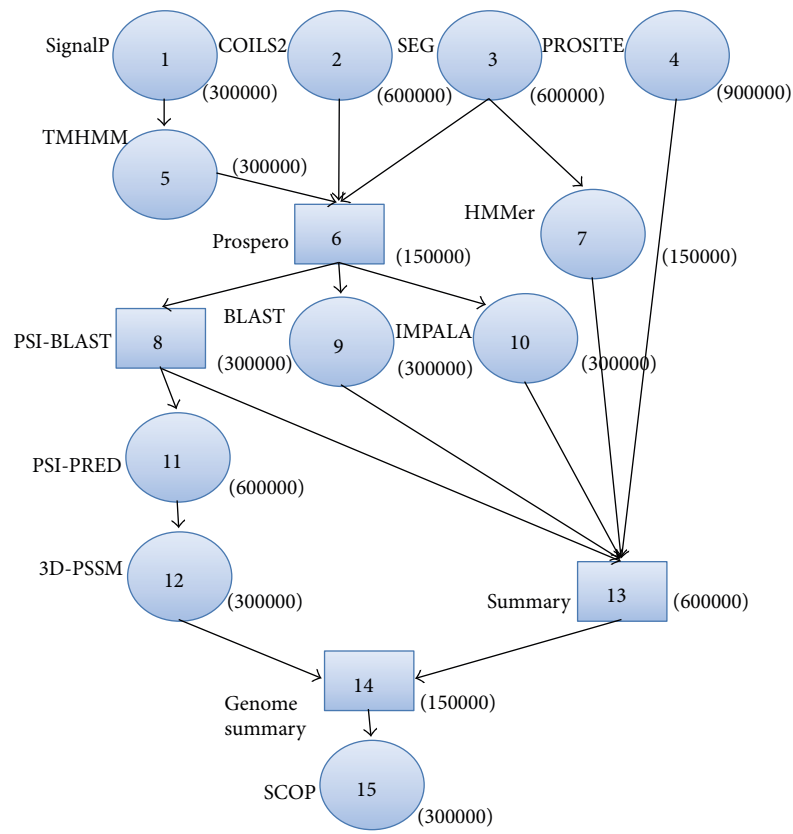 SignalP
1
(300000)
COILS2
2
(600000)
SEG
3
(600000)
PROSITE
4
(900000)
TMHMM
5
(300000)
Prospero
6
(150000)
HMMer
7
(150000)
PSI-BLAST
8
(300000)
BLAST
9
(300000)
IMPALA
10
(300000)
PSI-PRED
11
(600000)
3D-PSSM
12
(300000)
Summary
13
(600000)
Genome
summary
14
(150000)
SCOP
15
(300000)